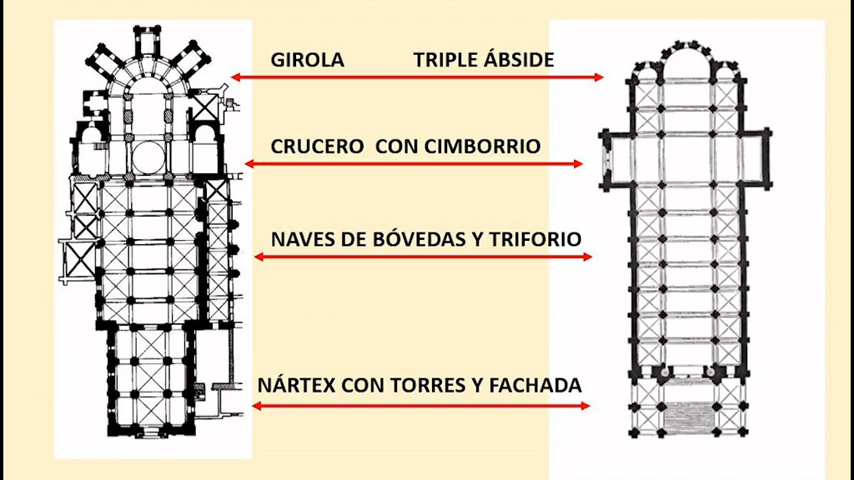 GIROLA TRIPLE ÁBSIDE
CRUCERO CON CIMBORRIO
NAVES DE BÓVEDAS Y TRIFORIO
NÁRTEX CON TORRES Y FACHADA